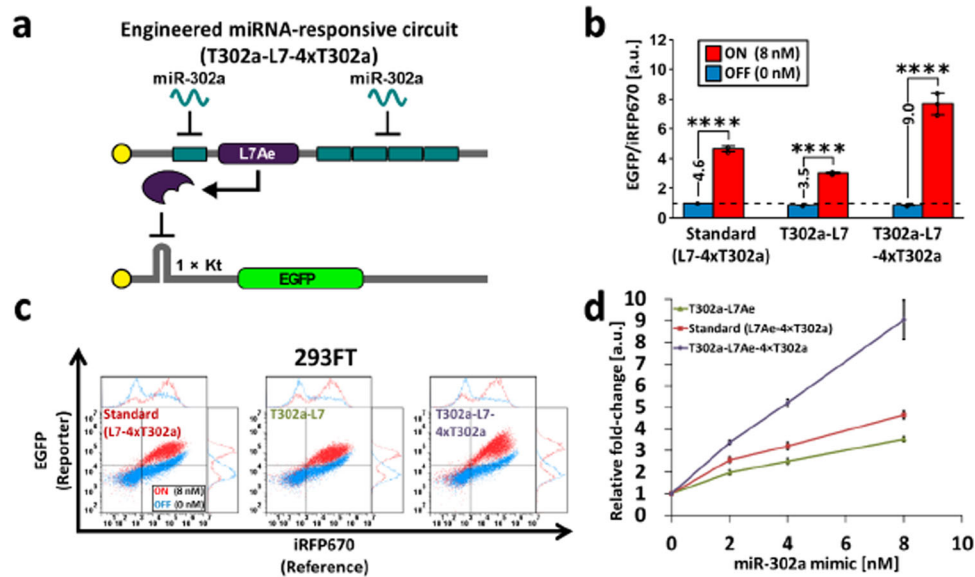 a
Engineered miRNA-responsive circuit
(T302a-L7-4xT302a)
miR-302a
miR-302a
L7Ae
1 × Kt
EGFP
b
EGFP/iRFP670 [a.u.]
12
10
8
6
4
2
0
ON (8 nM)
OFF (0 nM)
****
****
****
4.6
3.5
9.0
Standard
(L7-4xT302a)
T302a-L7
T302a-L7
-4xT302a
c
293FT
EGFP
(Reporter)
Standard
(L7-4xT302a)
T302a-L7
T302a-L7-
4xT302a
ON (8 nM)
OFF (0 nM)
iRFP670
(Reference)
d
Relative fold-change [a.u.]
10
9
8
7
6
5
4
3
2
1
0
T302a-L7Ae
Standard (L7Ae-4×T302a)
T302a-L7Ae-4×T302a
0
2
4
6
8
10
miR-302a mimic [nM]